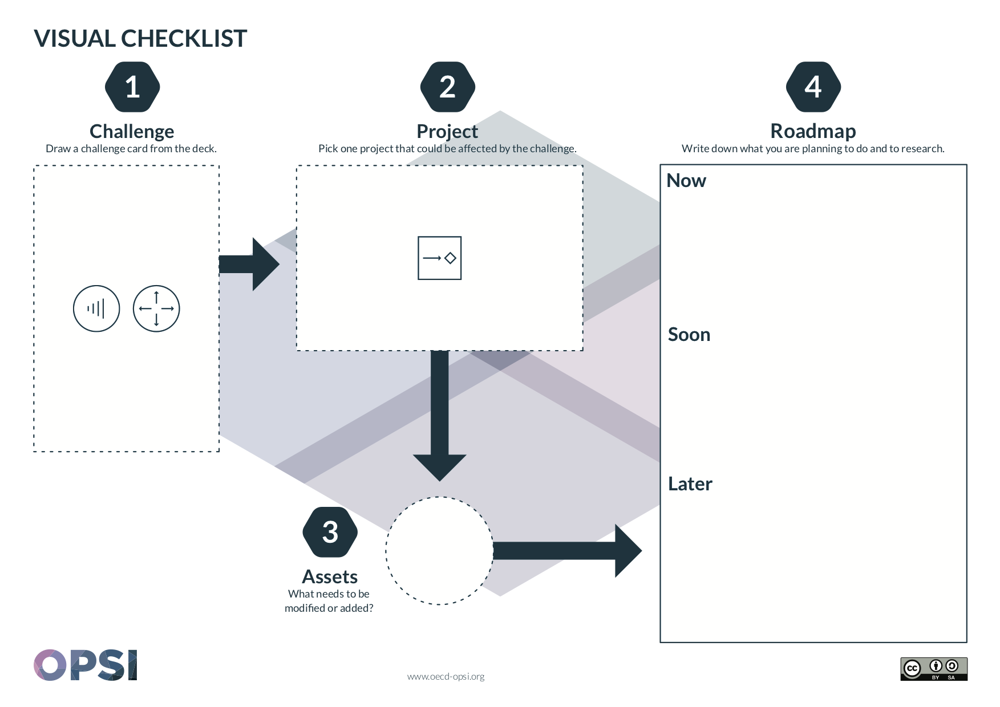 VISUAL CHECKLIST
1
Challenge
Draw a challenge card from the deck.
2
Project
Pick one project that could be affected by the challenge.
3
Assets
What needs to be
modified or added?
4
Roadmap
Write down what you are planning to do and to research.
Now
Soon
Later
OPSI
www.oecd-opsi.org
cc
BY SA